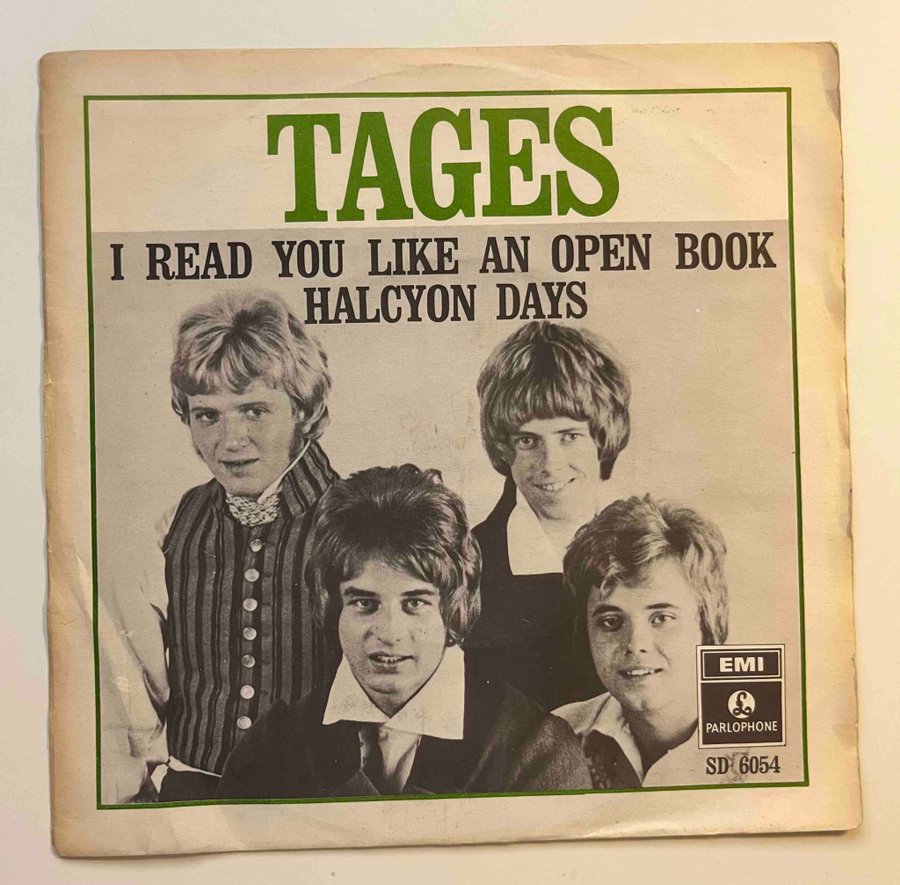 TAGES
I READ YOU LIKE AN OPEN BOOK
HALCYON DAYS
EMI
£
PARLOPHONE
SD 6054